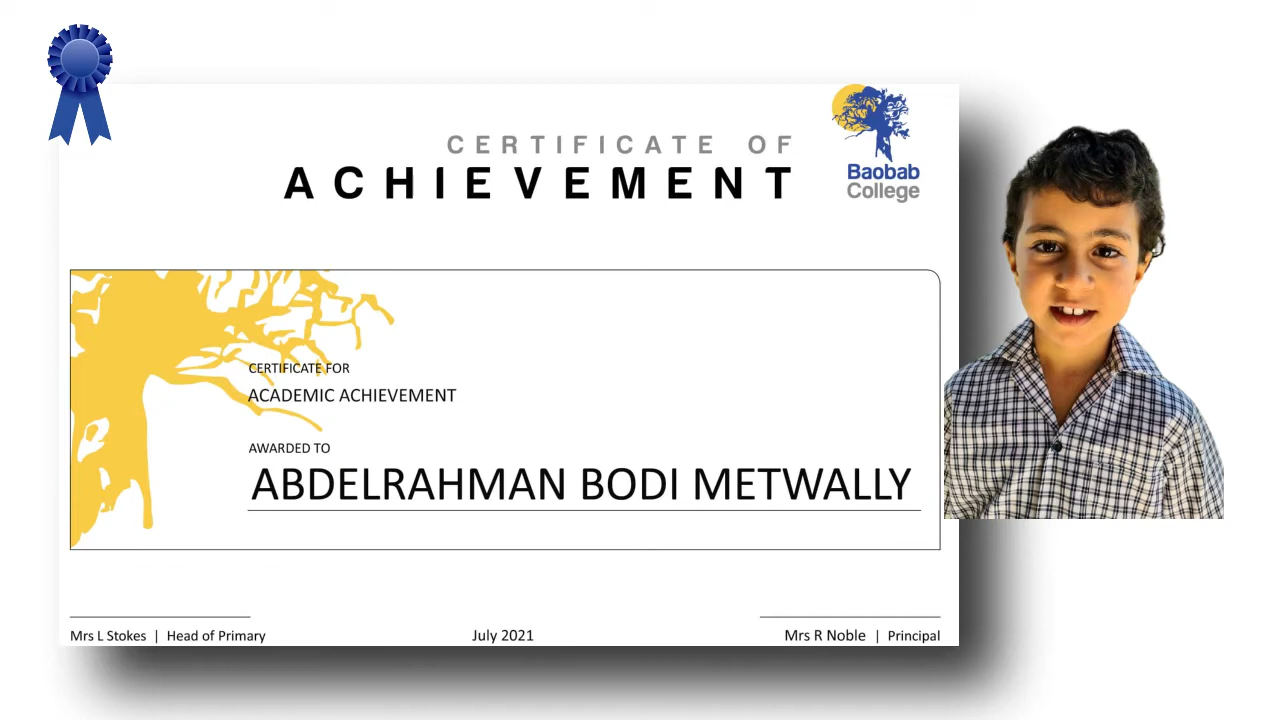 CERTIFICATE OF
ACHIEVEMENT
Baobab
College
CERTIFICATE FOR
ACADEMIC ACHIEVEMENT
AWARDED TO
ABDELRAHMAN BODI METWALLY
Mrs L Stokes | Head of Primary
July 2021
Mrs R Noble | Principal